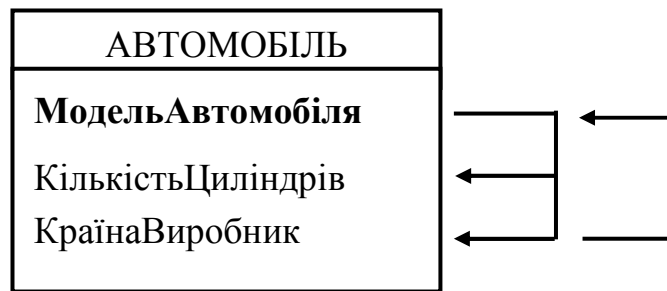 АВТОМОБІЛЬ
МодельАвтомобіля
КількістьЦиліндрів
КраїнаВиробник